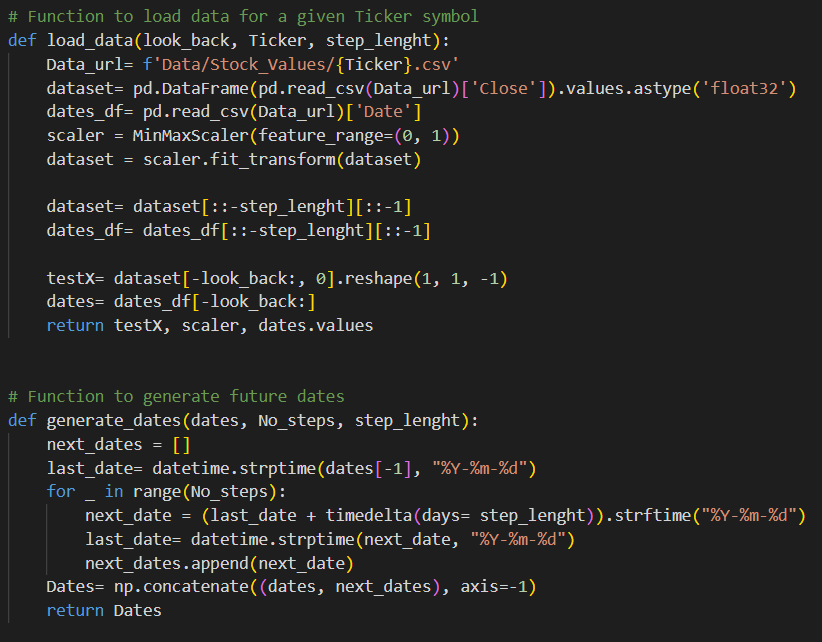 # Function to load data for a given Ticker symbol
def load_data(look_back, Ticker, step_lenght):
    Data_url= f'Data/Stock_Values/{Ticker}.csv'
    dataset= pd.DataFrame(pd.read_csv(Data_url)['Close']).values.astype('float32')
    dates_df= pd.read_csv(Data_url)['Date']
    scaler = MinMaxScaler(feature_range=(0, 1))
    dataset = scaler.fit_transform(dataset)

    dataset= dataset[::-step_lenght][::-1]
    dates_df= dates_df[::-step_lenght][::-1]

    testX= dataset[-look_back:, 0].reshape(1, 1, -1)
    dates= dates_df[-look_back:]
    return testX, scaler, dates.values


# Function to generate future dates
def generate_dates(dates, No_steps, step_lenght):
    next_dates = []
    last_date= datetime.strptime(dates[-1], "%Y-%m-%d")
    for _ in range(No_steps):
        next_date = (last_date + timedelta(days= step_lenght)).strftime("%Y-%m-%d")
        last_date= datetime.strptime(next_date, "%Y-%m-%d")
        next_dates.append(next_date)
    Dates= np.concatenate((dates, next_dates), axis=-1)
    return Dates